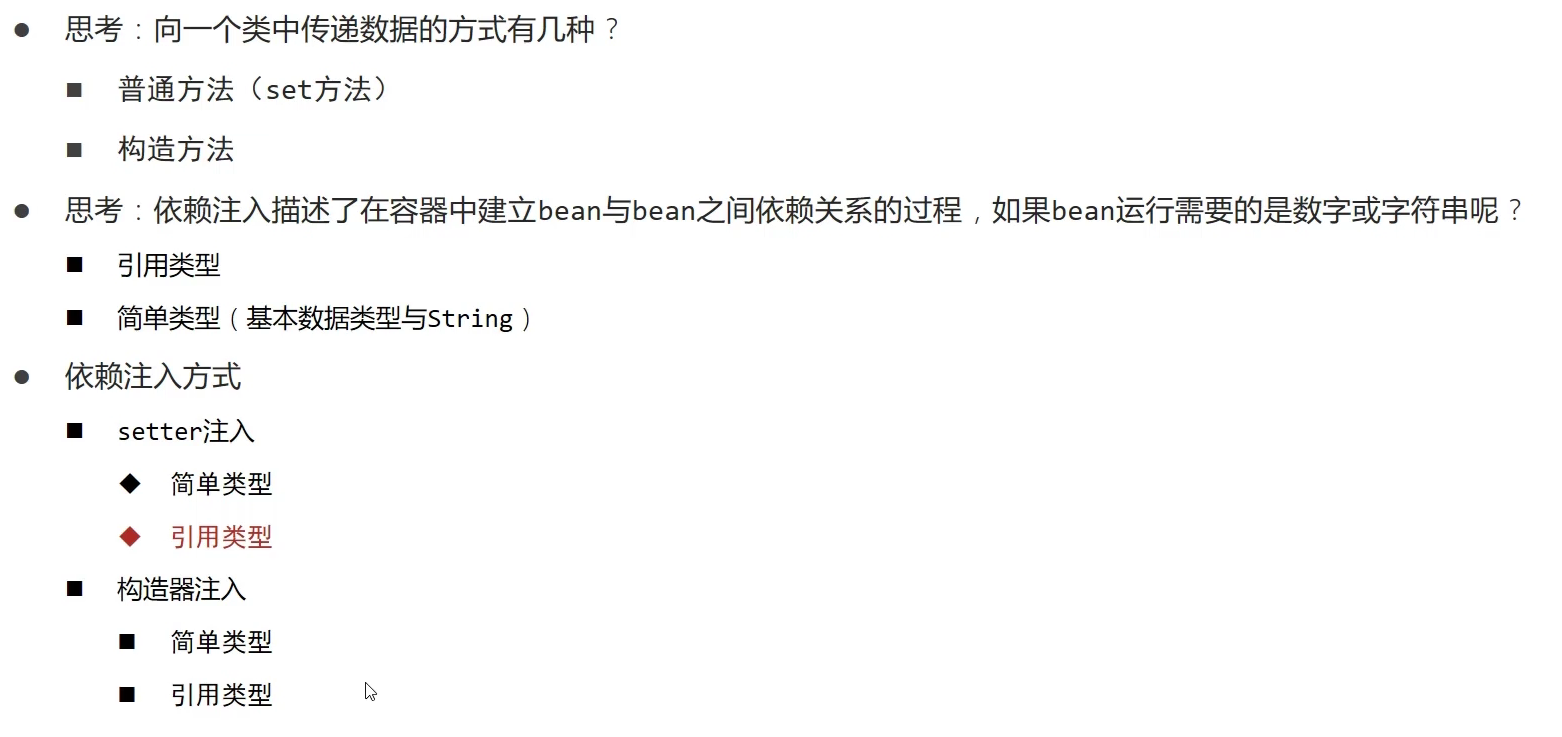 思考：向一个类中传递数据的方式有几种？
普通方法（set方法）
构造方法
思考：依赖注入描述了在容器中建立bean与bean之间依赖关系的过程，如果bean运行需要的是数字或字符串呢？
引用类型
简单类型（基本数据类型与String）
依赖注入方式
setter注入
简单类型
引用类型
构造器注入
简单类型
引用类型